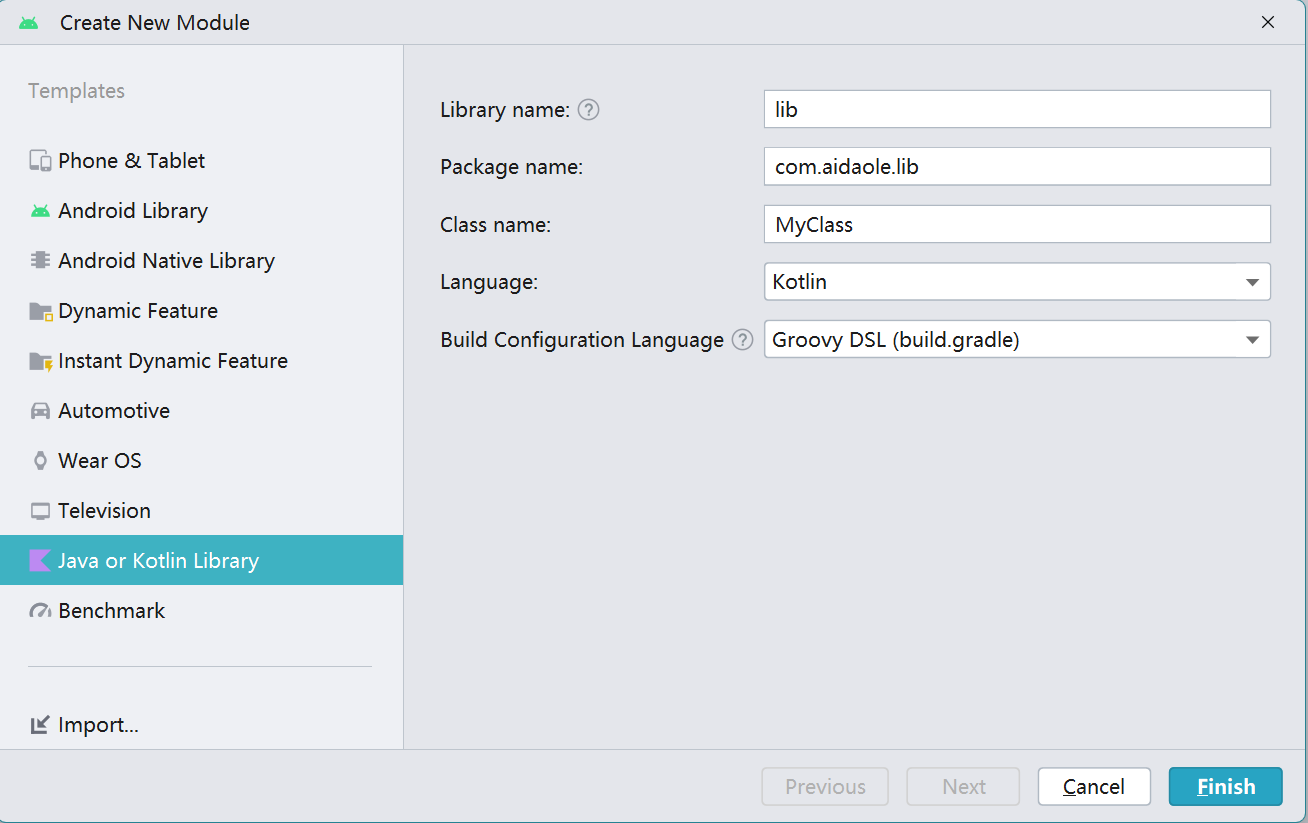 Create New Module
Templates
Phone & Tablet
Android Library
Android Native Library
Dynamic Feature
Instant Dynamic Feature
Automotive
Wear OS
Television
Java or Kotlin Library
Benchmark
Import...
Library name: ?
lib
Package name:
com.aidaole.lib
Class name:
MyClass
Language:
Kotlin
Build Configuration Language ?
Groovy DSL (build.gradle)
Previous
Next
Cancel
Finish